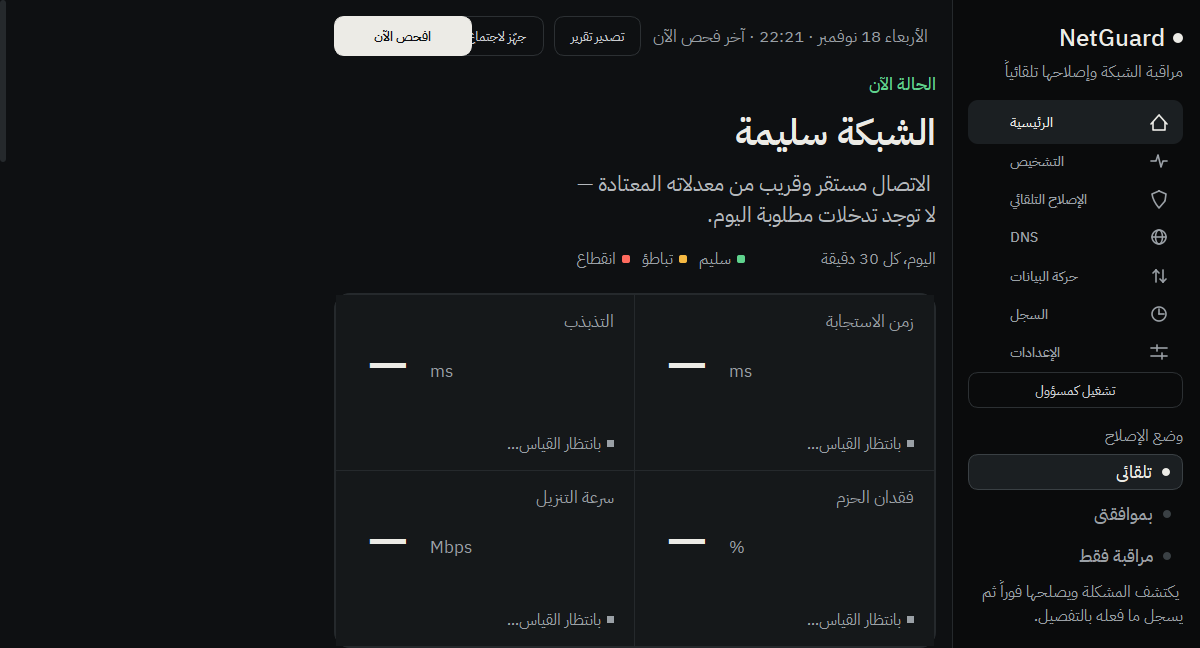 NetGuard
مراقبة الشبكة وإصلاحها تلقائياً
الرئيسية
التشخيص
الإصلاح التلقائي
DNS
حركة البيانات
السجل
الإعدادات
تشغيل كمسؤول
وضع الإصلاح
تلقائي
بموافقتي
مراقبة فقط
يكتشف المشكلة ويصلحها فوراً ثم
يسجل ما فعله بالتفصيل.
الأربعاء 18 نوفمبر · 22:21 · آخر فحص الآن
تصدير تقرير
جهّز لاجتماع
افحص الآن
الحالة الآن
الشبكة سليمة
الاتصال مستقر وقريب من معدلاته المعتادة —
لا توجد تدخلات مطلوبة اليوم.
اليوم، كل 30 دقيقة
سليم
تباطؤ
انقطاع
زمن الاستجابة
— ms
بانتظار القياس...
التذبذب
— ms
بانتظار القياس...
فقدان الحزم
— %
بانتظار القياس...
سرعة التنزيل
— Mbps
بانتظار القياس...